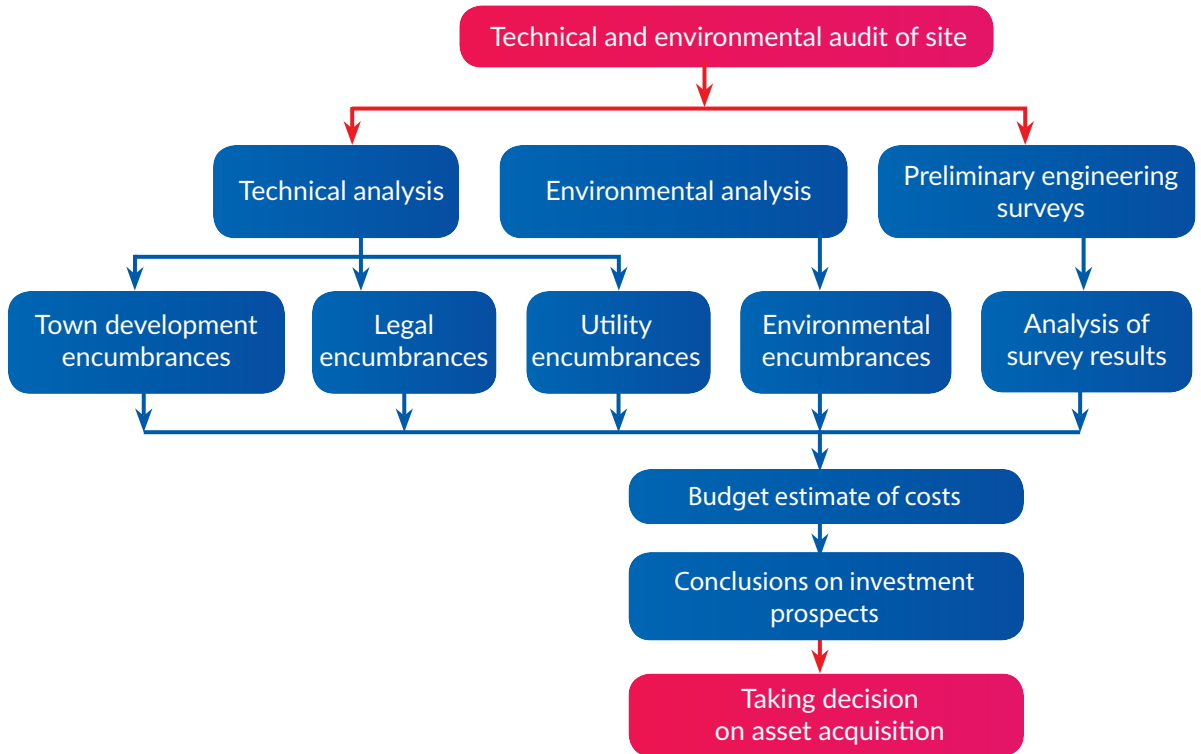 Technical and environmental audit of site
Technical analysis
Environmental analysis
Preliminary engineering
surveys
Town development
encumbrances
Legal
encumbrances
Utility
encumbrances
Environmental
encumbrances
Analysis of
survey results
Budget estimate of costs
Conclusions on investment
prospects
Taking decision
on asset acquisition